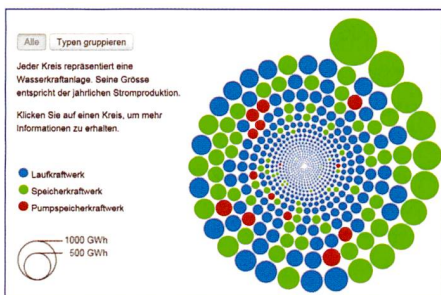 Alle Typen gruppieren
Jeder Kreis repräsentiert eine
Wasserkraftanlage. Seine Grösse
entspricht der jährlichen Stromproduktion.
Klicken Sie auf einen Kreis, um mehr
Informationen zu erhalten.
Laufkraftwerk
Speicherkraftwerk
Pumpspeicherkraftwerk
1000 GWh
500 GWh